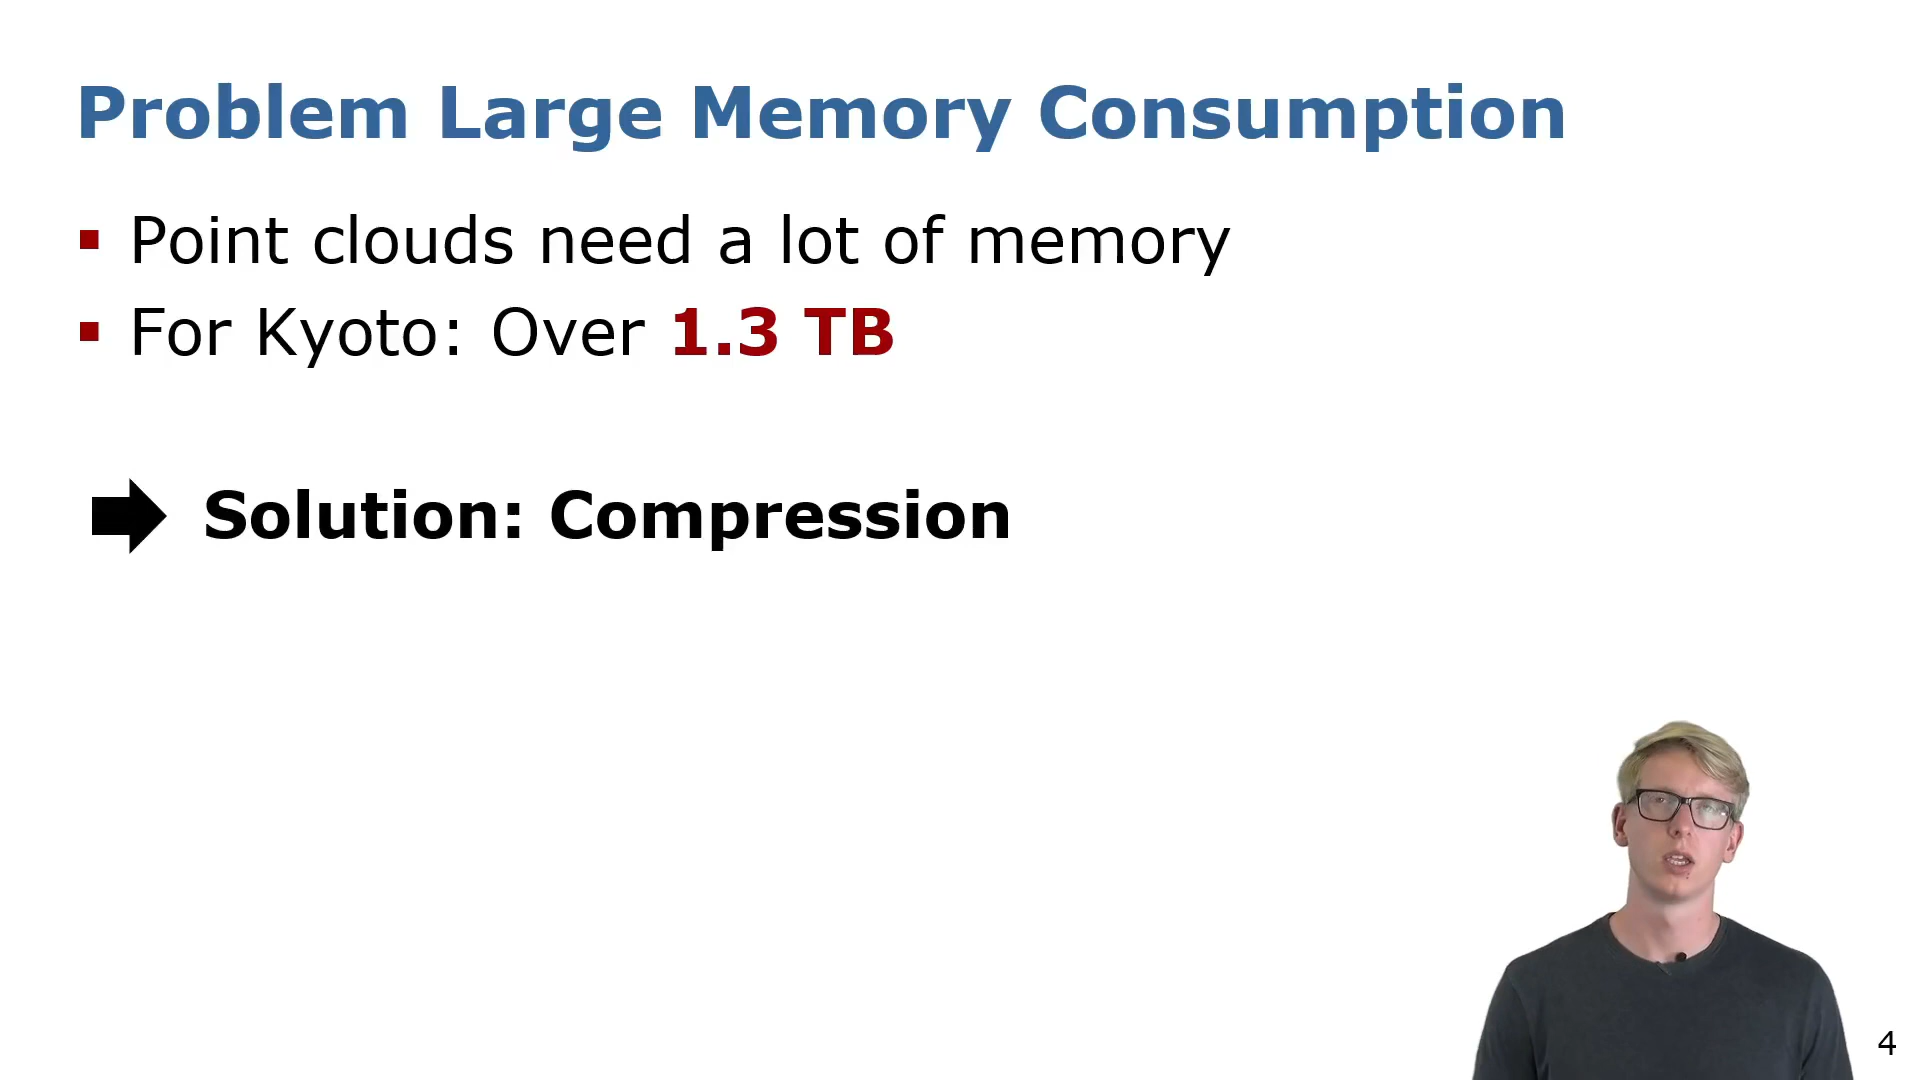 Problem Large Memory Consumption
Point clouds need a lot of memory
For Kyoto: Over 1.3 TB
Solution: Compression
4